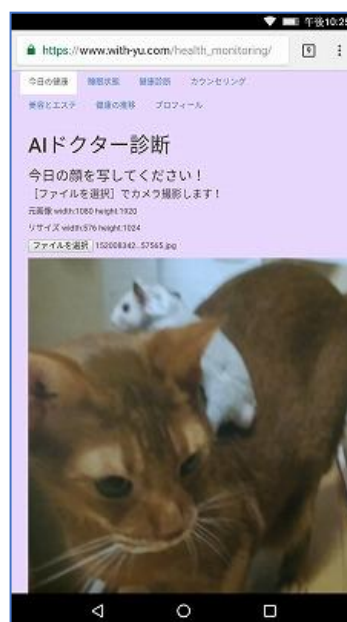 午後10:25
https://www.with-yu.com/health_monitoring/
今日の健康 睡眠状態 健康診断 カウンセリング
美容とエステ 健康の推移 プロフィール
AIドクター診断
今日の顔を写してください！
［ファイルを選択］でカメラ撮影します！
元画像 width:1080 height:1920
リサイズ width:576 height:1024
ファイルを選択 152008342...57565.jpg